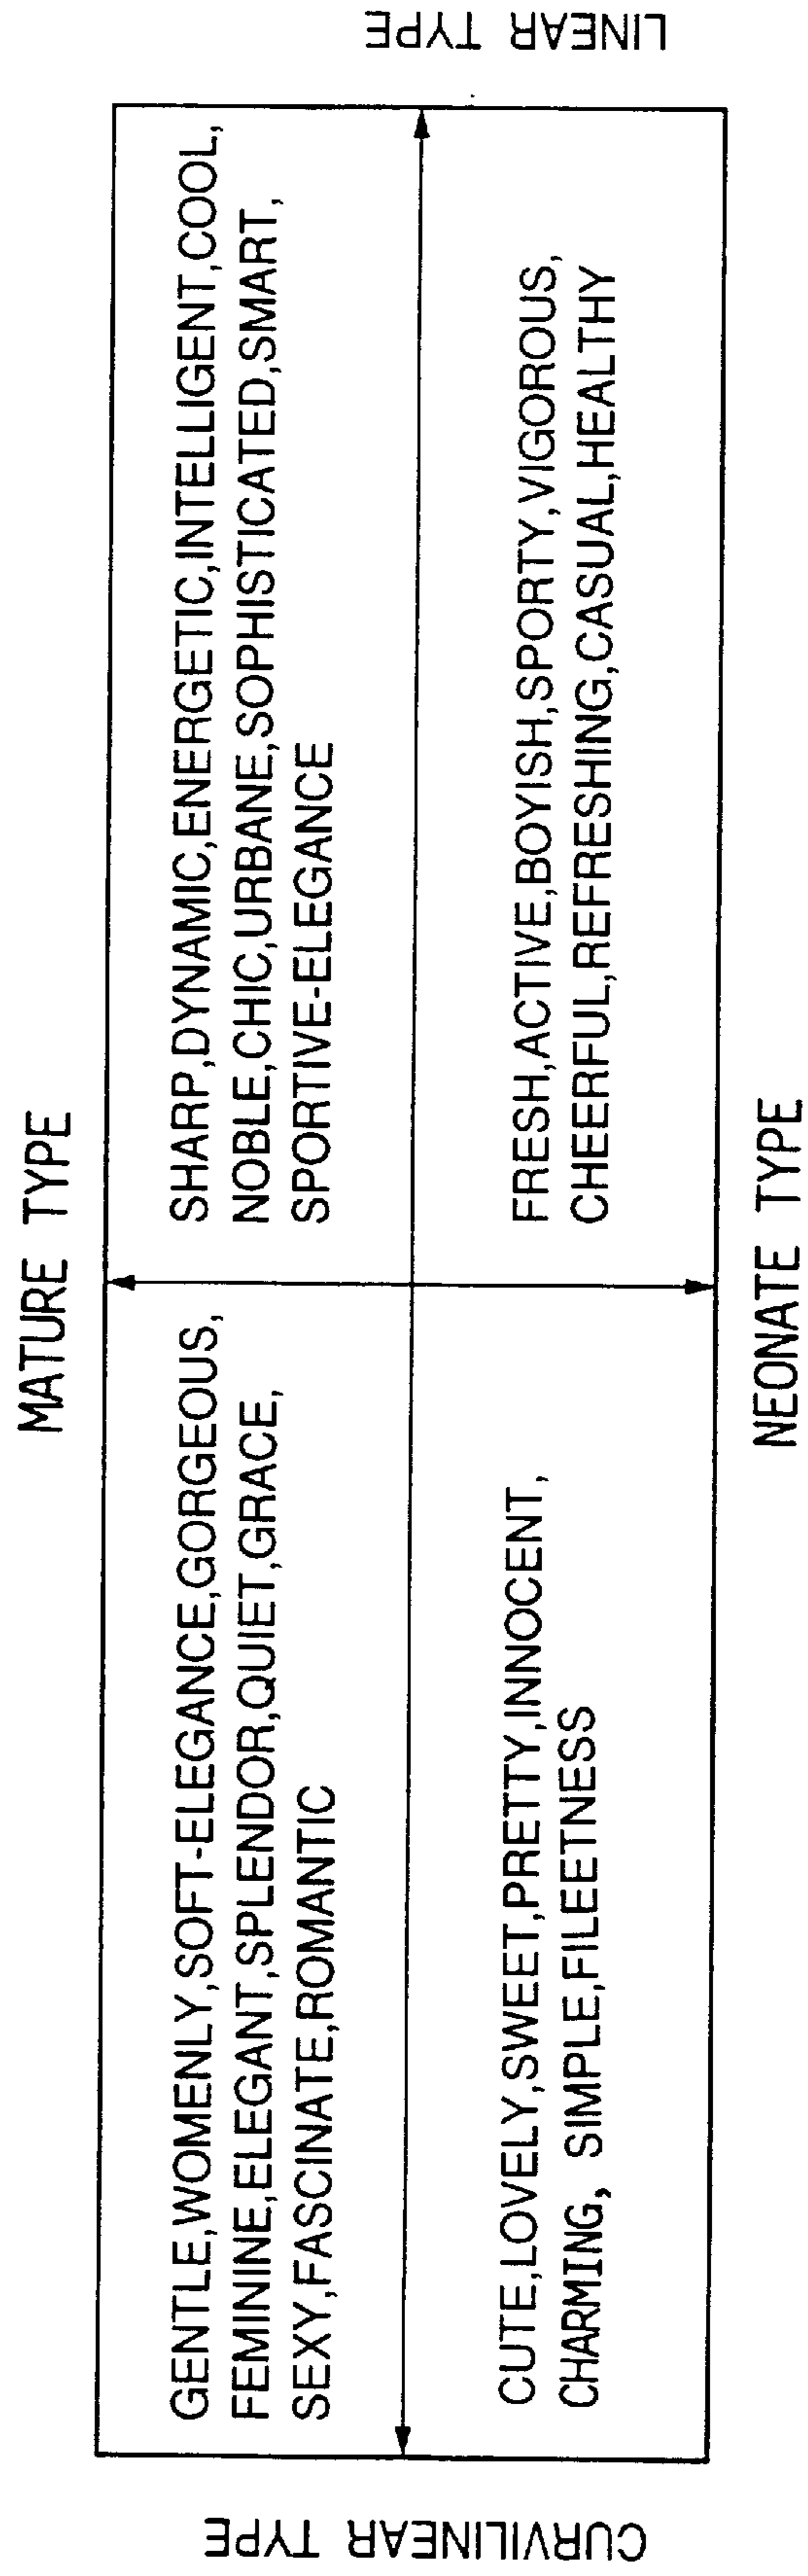 MATURE TYPE
GENTLE,WOMENLY,SOFT-ELEGANCE,GORGEOUS,
FEMININE,ELEGANT,SPLENDOR,QUIET,GRACE,
SEXY,FASCINATE,ROMANTIC
SHARP,DYNAMIC,ENERGETIC,INTELLIGENT,COOL,
NOBLE,CHIC,URBANE,SOPHISTICATED,SMART,
SPORTIVE-ELEGANCE
CURVILINEAR TYPE
LINEAR TYPE
CUTE,LOVELY,SWEET,PRETTY,INNOCENT,
CHARMING, SIMPLE,FILEETNESS
FRESH,ACTIVE,BOYISH,SPORTY,VIGOROUS,
CHEERFUL,REFRESHING,CASUAL,HEALTHY
NEONATE TYPE